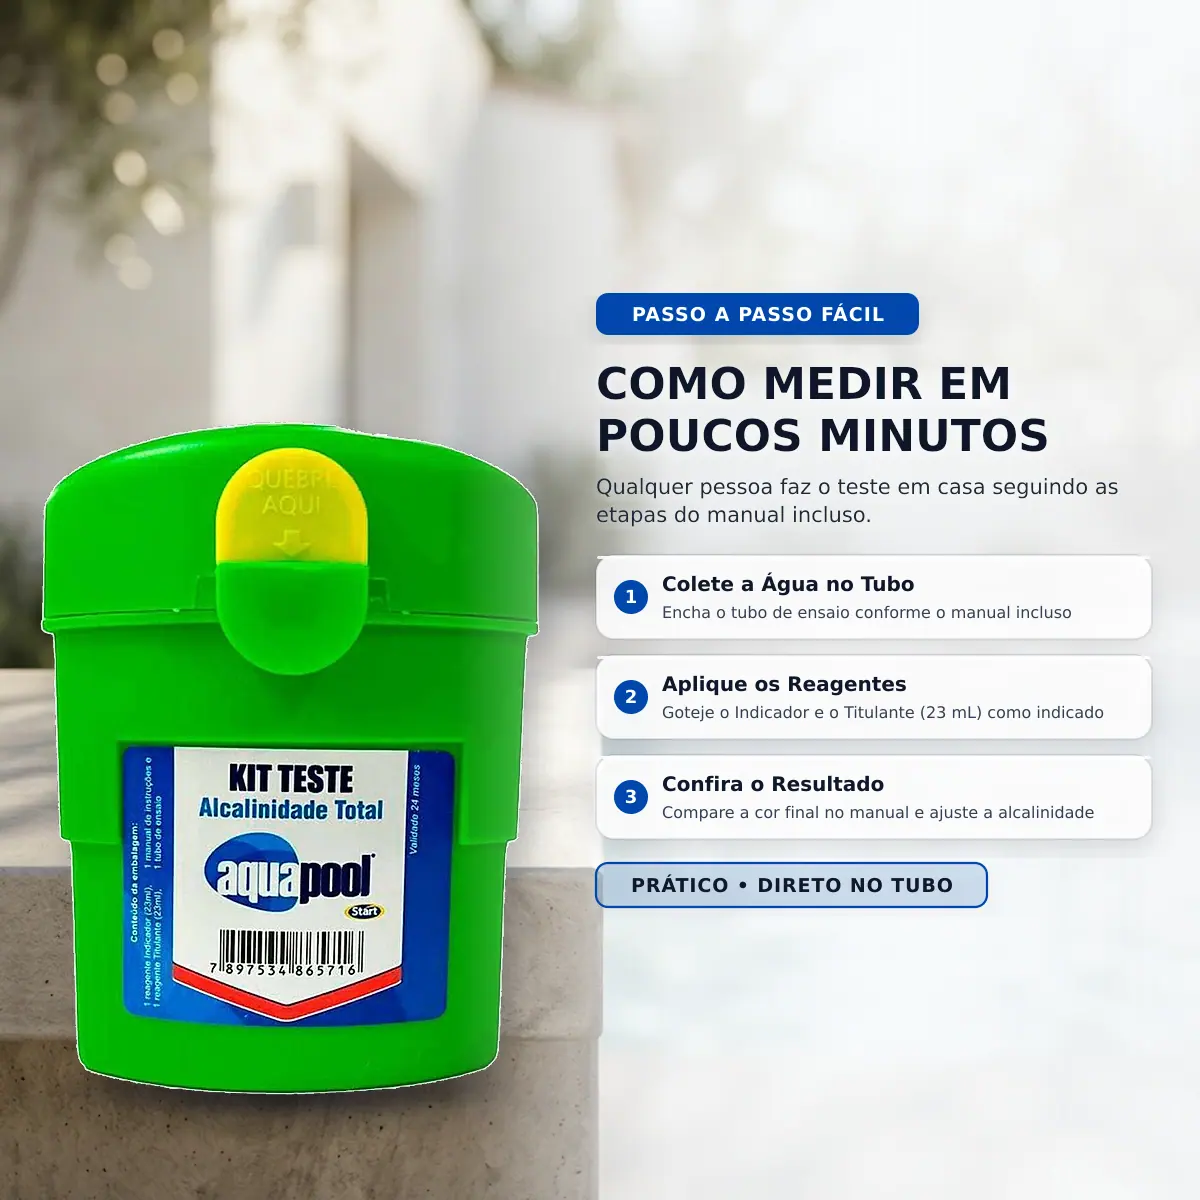 PASSO A PASSO FÁCIL
COMO MEDIR EM
POUCOS MINUTOS
Qualquer pessoa faz o teste em casa seguindo as
etapas do manual incluso.
1
Colete a Água no Tubo
Encha o tubo de ensaio conforme o manual incluso
2
Aplique os Reagentes
Goteje o Indicador e o Titulante (23 mL) como indicado
3
Confira o Resultado
Compare a cor final no manual e ajuste a alcalinidade
PRÁTICO • DIRETO NO TUBO
QUEBRE
AQUI
KIT TESTE
Alcalinidade Total
aquapool
Start
7 897534 865716
Conteúdo da embalagem:
1 reagente Indicador (23ml), 1 manual de instruções e
1 reagente Titulante (23ml), 1 tubo de ensaio
Validade 24 meses